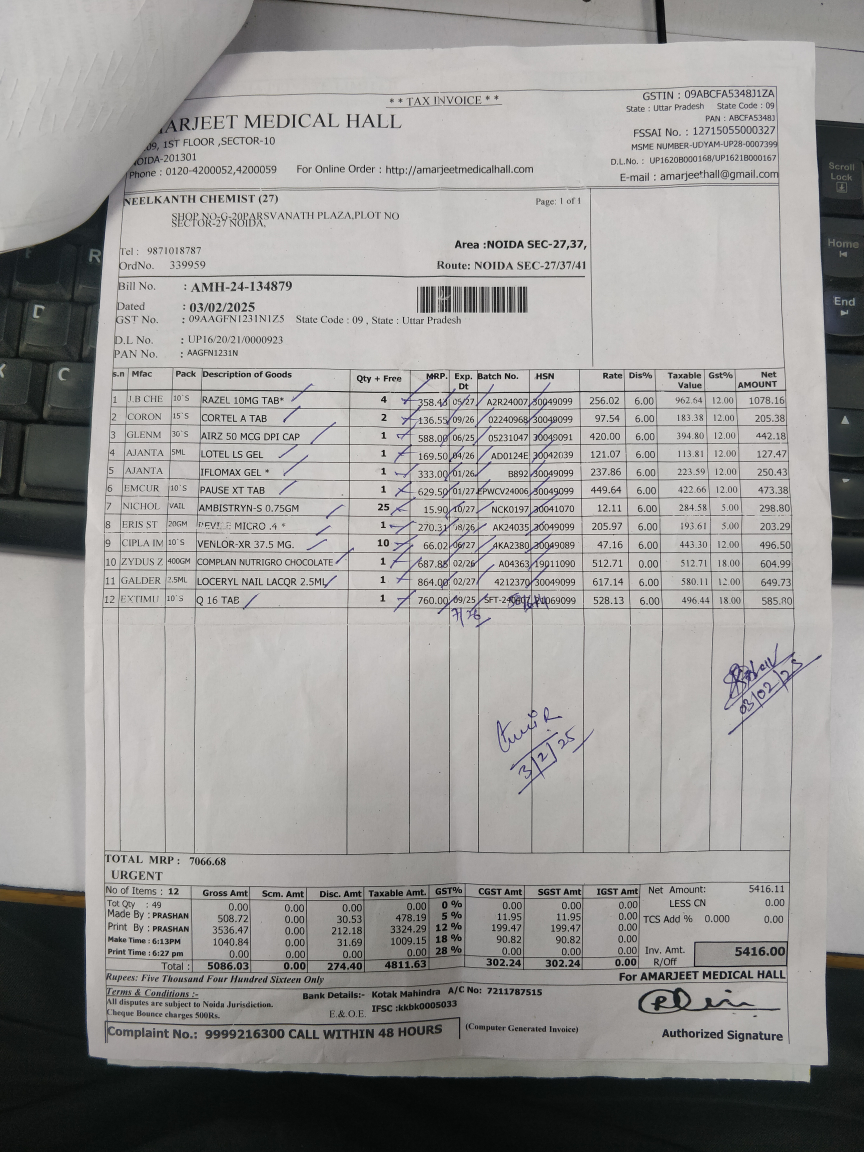 ** TAX INVOICE **
GSTIN : 09ABCFA5348J1ZA
State : Uttar Pradesh State Code : 09
PAN : ABCFA5348J
FSSAI No. : 12715055000327
MSME NUMBER-UDYAM-UP28-0007399
D.L.No. : UP1620B000168/UP1621B000167
E-mail : amarjeethall@gmail.com
ARJEET MEDICAL HALL
09, 1ST FLOOR ,SECTOR-10
NOIDA-201301
Phone : 0120-4200052,4200059 For Online Order : http://amarjeetmedicalhall.com
NEELKANTH CHEMIST (27) Page: 1 of 1
SHOP NO-G-20PARSVANATH PLAZA,PLOT NO
SECTOR-27 NOIDA,
Tel : 9871018787 Area :NOIDA SEC-27,37,
OrdNo. 339959 Route: NOIDA SEC-27/37/41
Bill No. : AMH-24-134879
Dated : 03/02/2025
GST No. : 09AAGFN1231N1Z5 State Code : 09 , State : Uttar Pradesh
D.L No. : UP16/20/21/0000923
PAN No. : AAGFN1231N
s.n Mfac Pack Description of Goods Qty + Free MRP. Exp. Dt Batch No. HSN Rate Dis% Taxable Value Gst% Net AMOUNT
1 J.B CHE 10`S RAZEL 10MG TAB* 4 358.43 05/27 A2R24007 30049099 256.02 6.00 962.64 12.00 1078.16
2 CORON 15`S CORTEL A TAB 2 136.55 09/26 02240968 30049099 97.54 6.00 183.38 12.00 205.38
3 GLENM 30`S AIRZ 50 MCG DPI CAP 1 588.00 06/25 05231047 30049091 420.00 6.00 394.80 12.00 442.18
4 AJANTA 5ML LOTEL LS GEL 1 169.50 04/26 AD0124E 30042039 121.07 6.00 113.81 12.00 127.47
5 AJANTA IFLOMAX GEL * 1 333.00 01/26 B892 30049099 237.86 6.00 223.59 12.00 250.43
6 EMCUR 10`S PAUSE XT TAB 1 629.50 01/27 EPWCV24006 30049099 449.64 6.00 422.66 12.00 473.38
7 NICHOL VAIL AMBISTRYN-S 0.75GM 25 15.90 10/27 NCK0197 30041070 12.11 6.00 284.58 5.00 298.80
8 ERIS ST 20GM MICRO .4 * 1 270.31 08/26 AK24035 30049099 205.97 6.00 193.61 5.00 203.29
9 CIPLA IM 10`S VENLOR-XR 37.5 MG. 10 66.02 06/27 4KA2380 30049089 47.16 6.00 443.30 12.00 496.50
10 ZYDUS Z 400GM COMPLAN NUTRIGRO CHOCOLATE 1 687.88 02/26 A04363 19011090 512.71 0.00 512.71 18.00 604.99
11 GALDER 2.5ML LOCERYL NAIL LACQR 2.5ML 1 864.00 02/27 4212370 30049099 617.14 6.00 580.11 12.00 649.73
12 EXTIMU 10`S Q 16 TAB 1 760.00 09/25 528.13 6.00 496.44 18.00 585.80
7/26
03/02/25
3/2/25
TOTAL MRP : 7066.68
URGENT
No of Items : 12 Gross Amt Scm. Amt Disc. Amt Taxable Amt. GST% CGST Amt SGST Amt IGST Amt Net Amount: 5416.11
Tot Qty : 49 0.00 0.00 0.00 0.00 0 % 0.00 0.00 0.00 LESS CN 0.00
Made By : PRASHAN 508.72 0.00 30.53 478.19 5 % 11.95 11.95 0.00 TCS Add % 0.000 0.00
Print By : PRASHAN 3536.47 0.00 212.18 3324.29 12 % 199.47 199.47 0.00
Make Time : 6:13PM 1040.84 0.00 31.69 1009.15 18 % 90.82 90.82 0.00
Print Time : 6:27 pm 0.00 0.00 0.00 0.00 28 % 0.00 0.00 0.00 Inv. Amt. 5416.00
Total : 5086.03 0.00 274.40 4811.63 302.24 302.24 0.00 R/Off
Rupees: Five Thousand Four Hundred Sixteen Only For AMARJEET MEDICAL HALL
Terms & Conditions :- Bank Details:- Kotak Mahindra A/C No: 7211787515
All disputes are subject to Noida Jurisdiction. IFSC :kkbk0005033
Cheque Bounce charges 500Rs. E.&.O.E.
Complaint No.: 9999216300 CALL WITHIN 48 HOURS (Computer Generated Invoice) Authorized Signature
Scroll Lock
Home
End
R
D
C
K